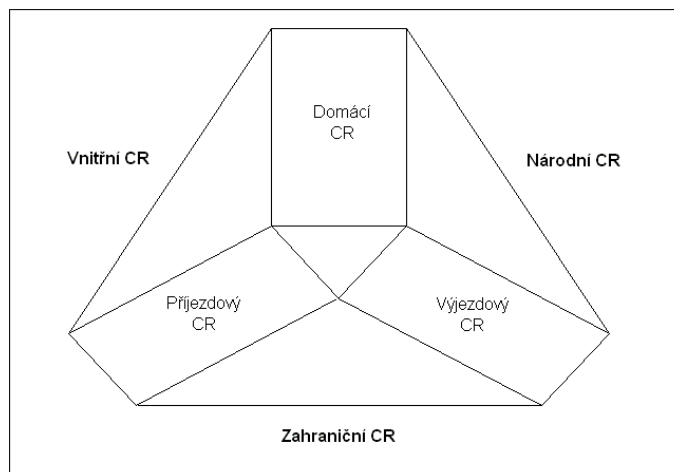 Domácí
CR
Vnitřní CR
Národní CR
Příjezdový
CR
Výjezdový
CR
Zahraniční CR